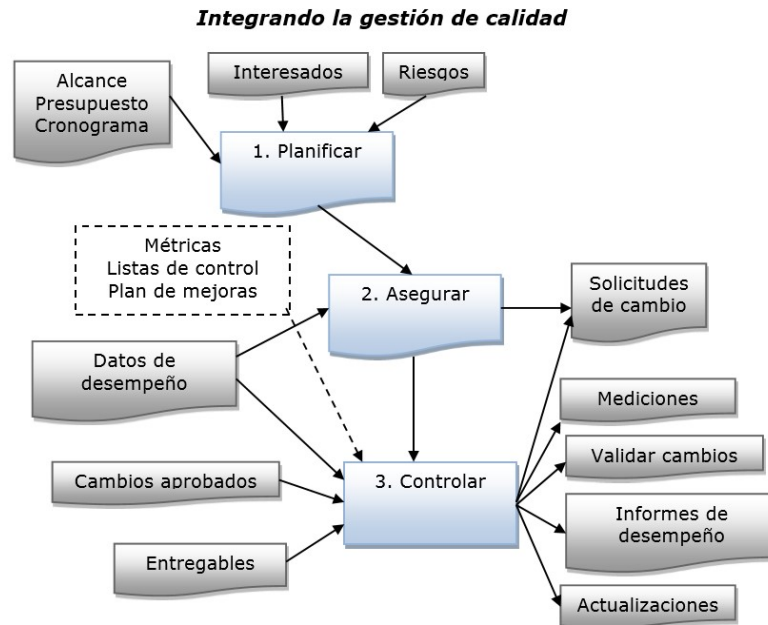 Integrando la gestión de calidad
Alcance
Presupuesto
Cronograma
Interesados
Riesgos
1. Planificar
Métricas
Listas de control
Plan de mejoras
2. Asegurar
Solicitudes
de cambio
Datos de
desempeño
Mediciones
Cambios aprobados
3. Controlar
Validar cambios
Informes de
desempeño
Entregables
Actualizaciones